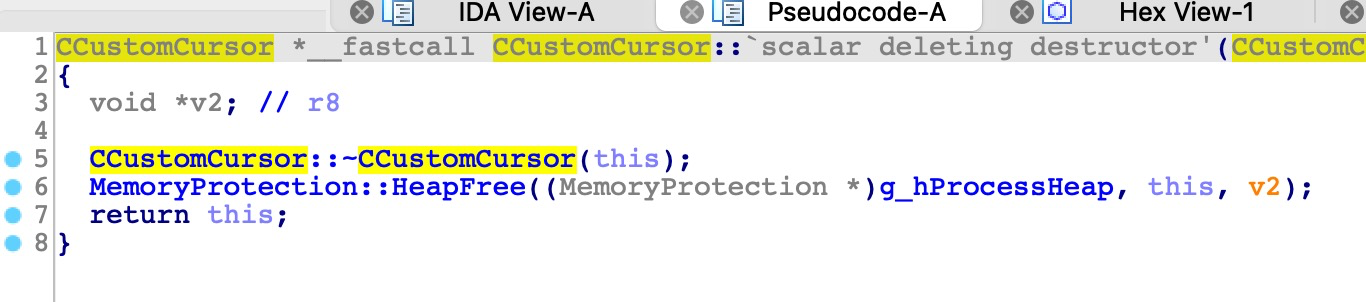 IDA View-A Pseudocode-A Hex View-1
1 CCustomCursor *__fastcall CCustomCursor::`scalar deleting destructor'(CCustomC
2 {
3 void *v2; // r8
4
5 CCustomCursor::~CCustomCursor(this);
6 MemoryProtection::HeapFree((MemoryProtection *)g_hProcessHeap, this, v2);
7 return this;
8 }